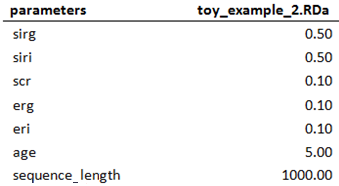 parameters toy_example_2.RDa
sirg 0.50
siri 0.50
scr 0.10
erg 0.10
eri 0.10
age 5.00
sequence_length 1000.00